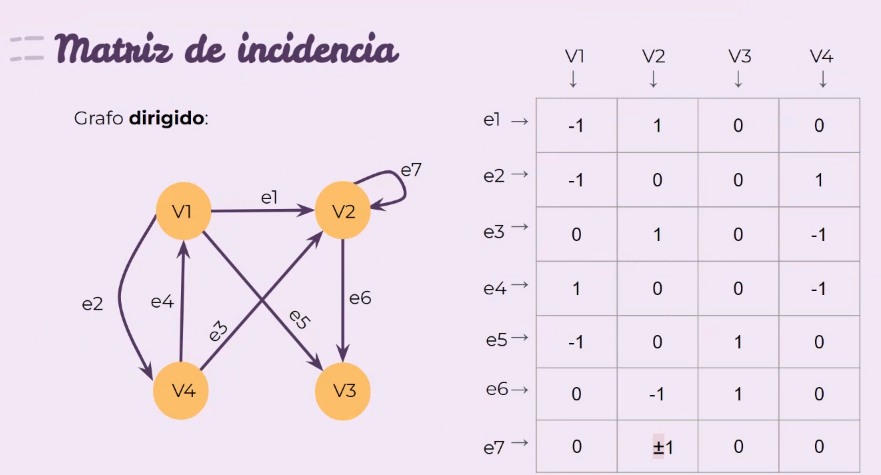 Matriz de incidencia
Grafo dirigido:
V1
V2
V3
V4
e1
e2
e3
e4
e5
e6
e7
V1 V2 V3 V4
↓ ↓ ↓ ↓
e1 → -1 1 0 0
e2 → -1 0 0 1
e3 → 0 1 0 -1
e4 → 1 0 0 -1
e5 → -1 0 1 0
e6 → 0 -1 1 0
e7 → 0 ±1 0 0